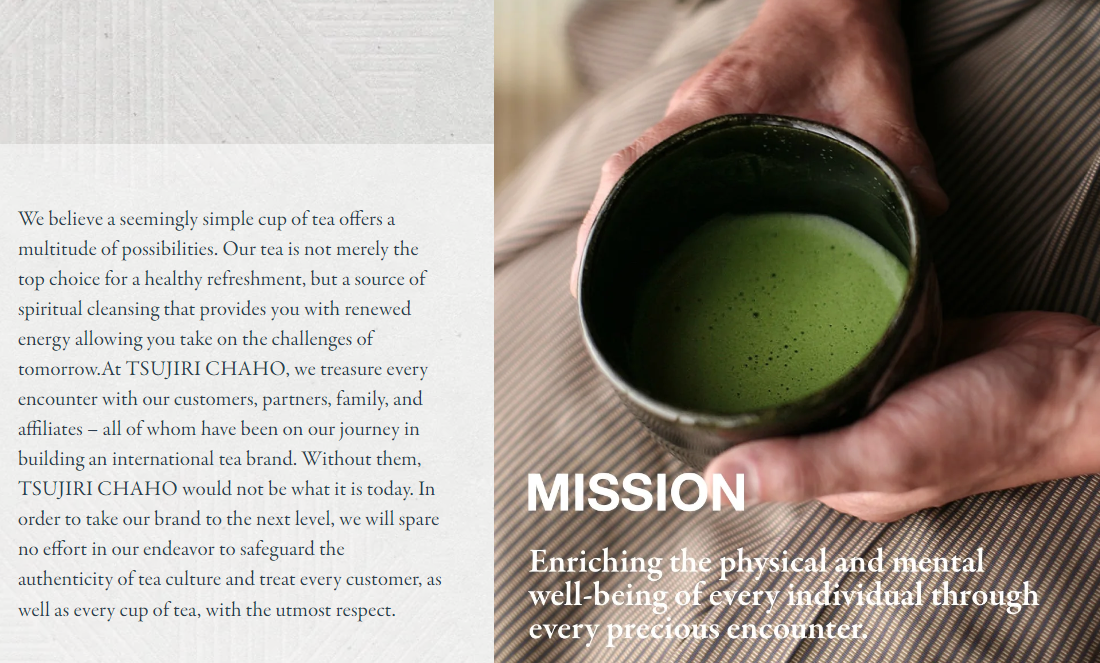 We believe a seemingly simple cup of tea offers a
multitude of possibilities. Our tea is not merely the
top choice for a healthy refreshment, but a source of
spiritual cleansing that provides you with renewed
energy allowing you take on the challenges of
tomorrow.At TSUJIRI CHAHO, we treasure every
encounter with our customers, partners, family, and
affiliates – all of whom have been on our journey in
building an international tea brand. Without them,
TSUJIRI CHAHO would not be what it is today. In
order to take our brand to the next level, we will spare
no effort in our endeavor to safeguard the
authenticity of tea culture and treat every customer, as
well as every cup of tea, with the utmost respect.
MISSION
Enriching the physical and mental
well-being of every individual through
every precious encounter.